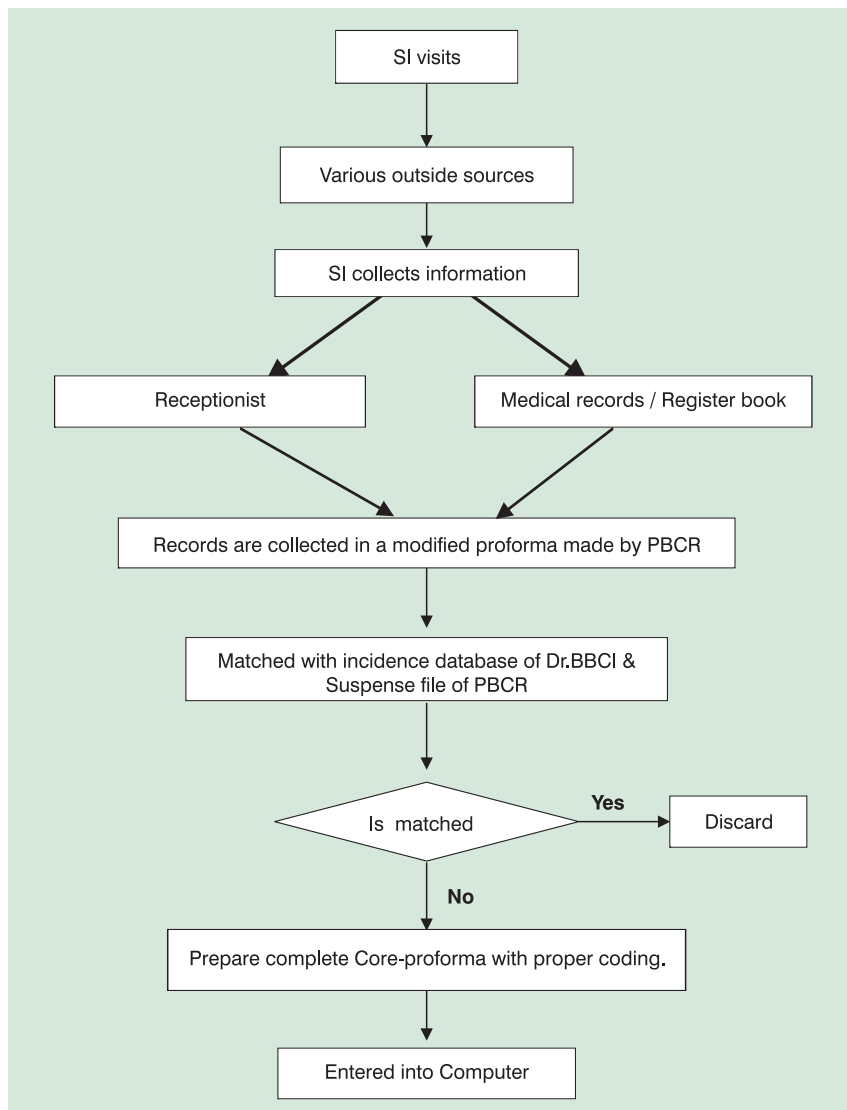 SI visits
Various outside sources
SI collects information
Receptionist
Medical records / Register book
Records are collected in a modified proforma made by PBCR
Matched with incidence database of Dr.BBCI &
Suspense file of PBCR
Is matched
Yes
Discard
No
Prepare complete Core-proforma with proper coding.
Entered into Computer